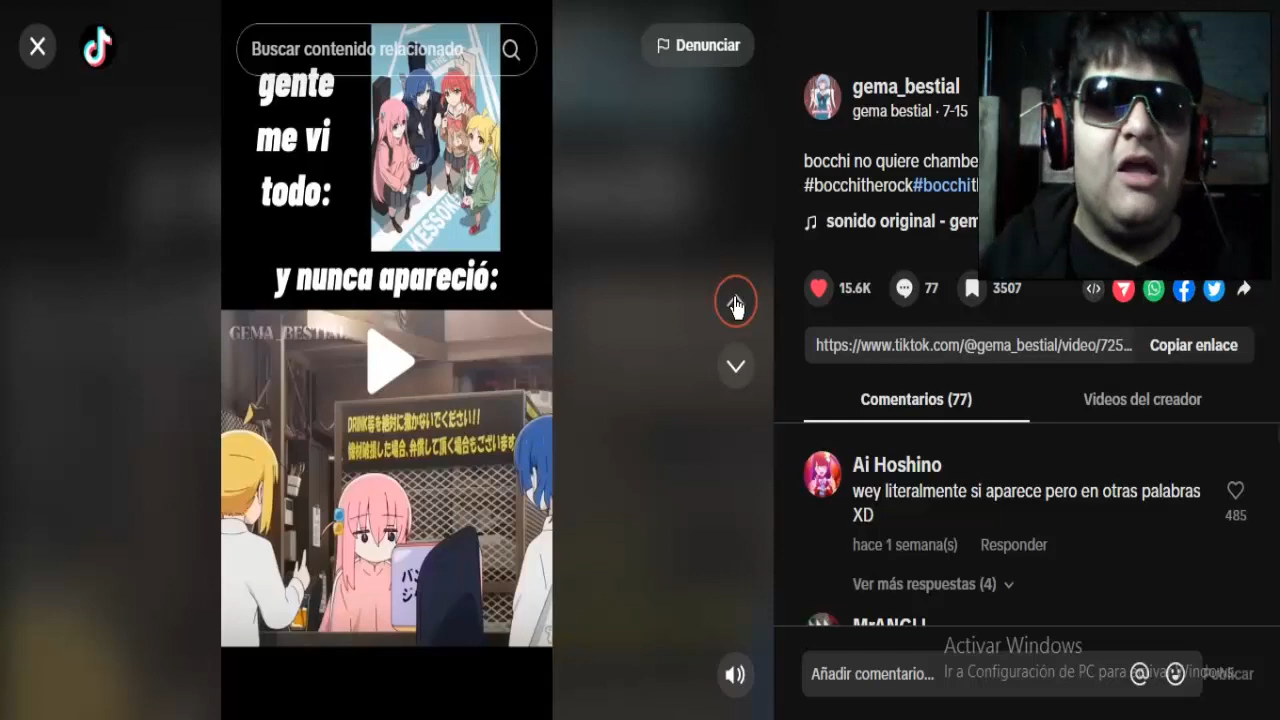 Buscar contenido relacionado
Denunciar
gente
me vi
todo:
KESSOKU
y nunca apareció:
GEMA_BESTIAL
DRINK等を絶対に撒かないでください!!
機材破損した場合、弁償して頂く場合もございます
gema_bestial
gema bestial · 7-15
bocchi no quiere chambe
#bocchitherock#bocchit
sonido original - gem
15.6K
77
3507
https://www.tiktok.com/@gema_bestial/video/725...
Copiar enlace
Comentarios (77)
Videos del creador
Ai Hoshino
wey literalmente si aparece pero en otras palabras
XD
485
hace 1 semana(s)
Responder
Ver más respuestas (4)
Activar Windows
Ir a Configuración de PC para activar Windows.
Añadir comentario...
Publicar